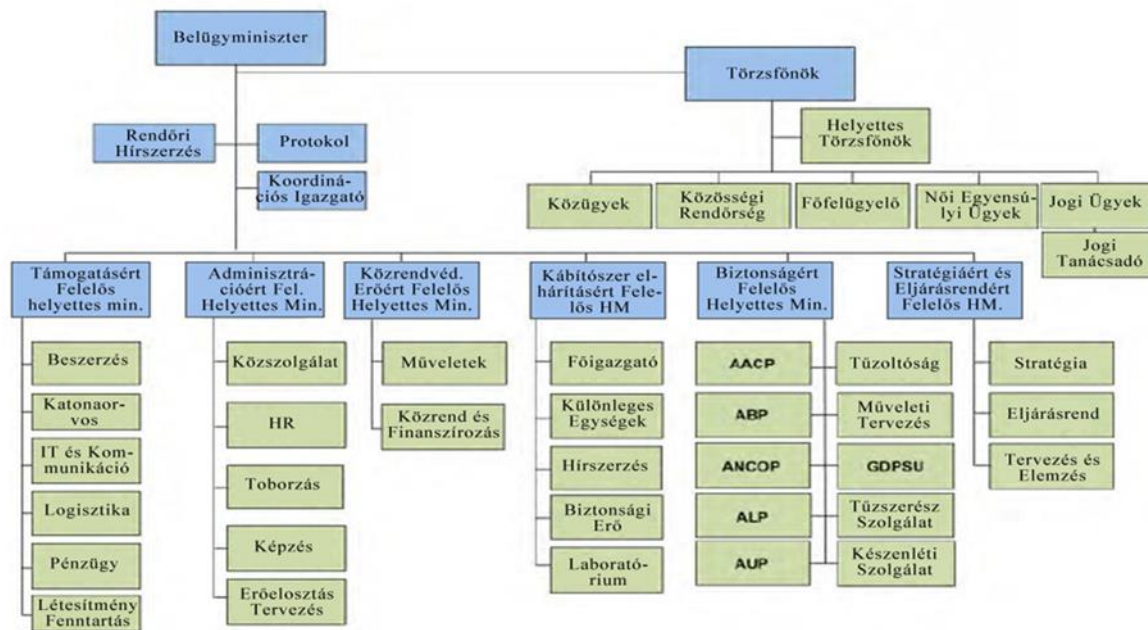 Belügyminiszter
Törzsfőnök
Rendőri
Hírszerzés
Protokol
Koordiná-
ciós Igazgató
Helyettes
Törzsfőnök
Közügyek
Közösségi
Rendőrség
Főfelügyelő
Női Egyensú-
lyi Ügyek
Jogi Ügyek
Jogi
Tanácsadó
Támogatásért
Felelős
helyettes min.
Beszerzés
Katonaor-
vos
IT és Kom-
munikáció
Logisztika
Pénzügy
Létesítmény
Fenntartás
Adminisztrá-
cióért Fel.
Helyettes Min.
Közszolgálat
HR
Toborzás
Képzés
Erőelosztás
Tervezés
Közrendvéd.
Erőért Felelős
Helyettes Min.
Műveletek
Közrend és
Finanszírozás
Kábítószer el-
hárításért Fele-
lős HM
Főigazgató
Különleges
Egységek
Hírszerzés
Biztonsági
Erő
Laborató-
rium
Biztonságért
Felelős
Helyettes Min.
AACP
ABP
ANCOP
ALP
AUP
Tűzoltóság
Műveleti
Tervezés
GDPSU
Tűzszerész
Szolgálat
Készenléti
Szolgálat
Stratégiáért és
Eljárásrendért
Felelős HM.
Stratégia
Eljárásrend
Tervezés és
Elemzés